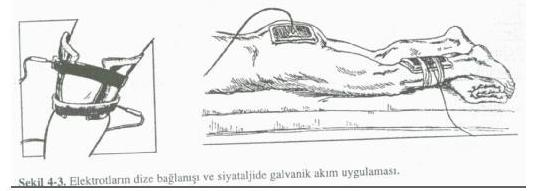 Şekil 4-3. Elektrotların dize bağlanışı ve siyataljide galvanik akım uygulaması.